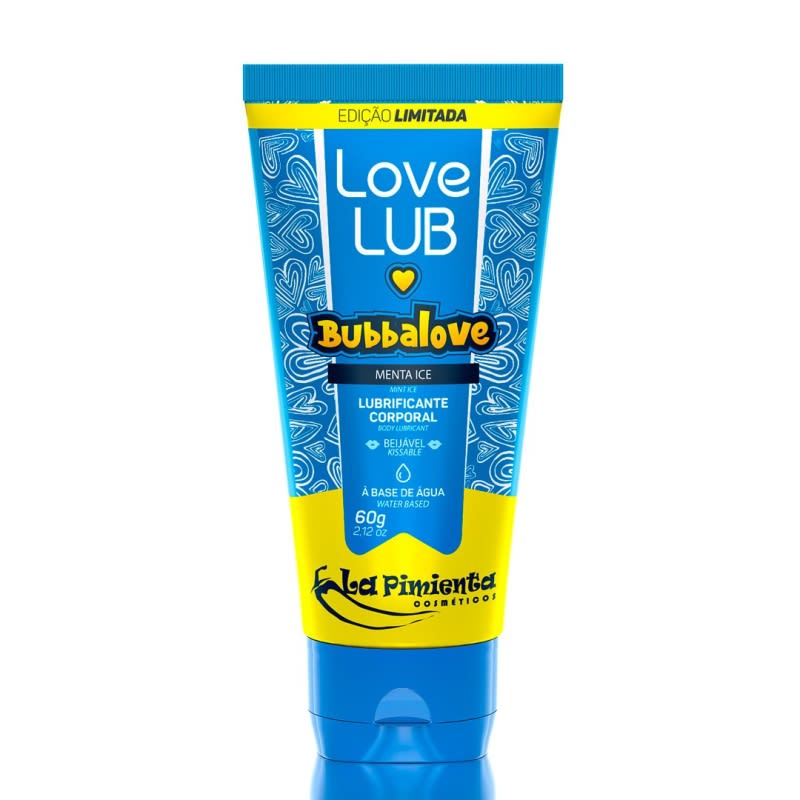 EDIÇÃO LIMITADA
Love
LUB
Bubbalove
MENTA ICE
MINT ICE
LUBRIFICANTE
CORPORAL
BODY LUBRICANT
BEIJÁVEL
KISSABLE
À BASE DE ÁGUA
WATER BASED
60g
2,12 oz
La Pimienta
COSMÉTICOS